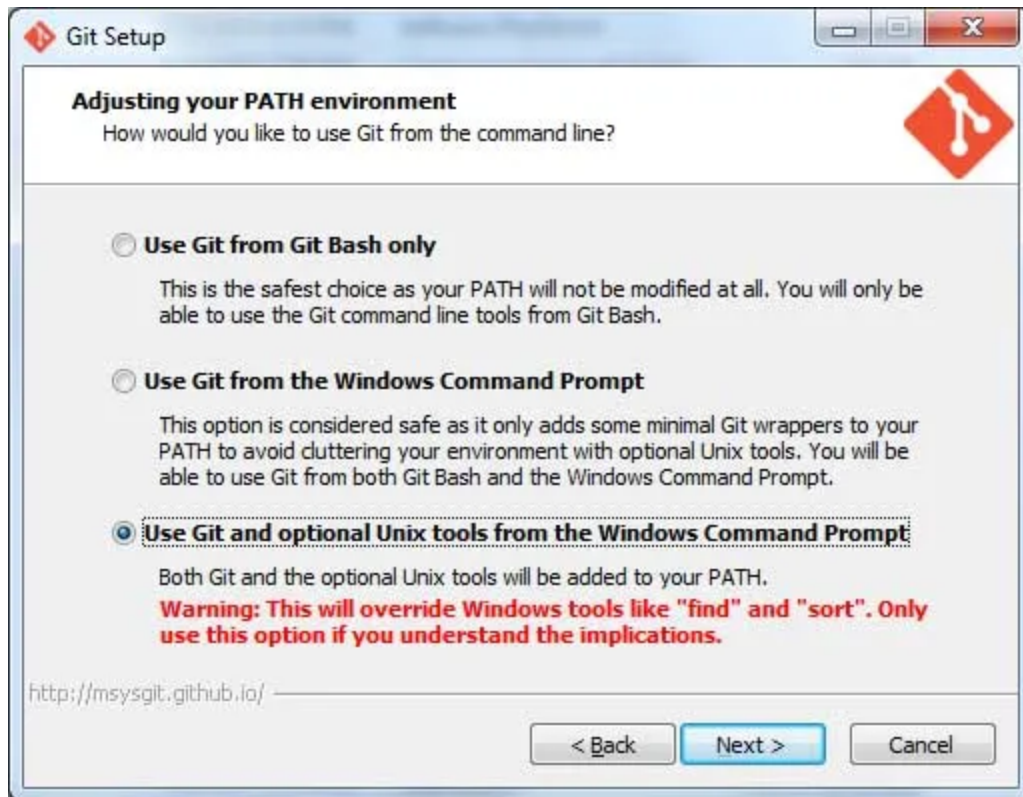 Git Setup
Adjusting your PATH environment
How would you like to use Git from the command line?
Use Git from Git Bash only
This is the safest choice as your PATH will not be modified at all. You will only be
able to use the Git command line tools from Git Bash.
Use Git from the Windows Command Prompt
This option is considered safe as it only adds some minimal Git wrappers to your
PATH to avoid cluttering your environment with optional Unix tools. You will be
able to use Git from both Git Bash and the Windows Command Prompt.
Use Git and optional Unix tools from the Windows Command Prompt
Both Git and the optional Unix tools will be added to your PATH.
Warning: This will override Windows tools like "find" and "sort". Only
use this option if you understand the implications.
http://msysgit.github.io/
< Back
Next >
Cancel